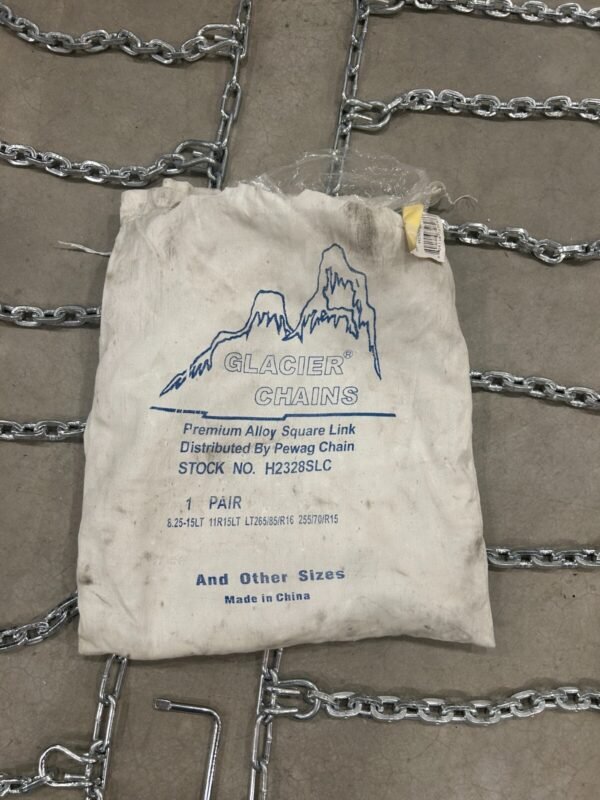 GLACIER®
CHAINS
Premium Alloy Square Link
Distributed By Pewag Chain
STOCK NO. H2328SLC
1 PAIR
8.25-15LT 11R15LT LT265/85/R16 255/70/R15
And Other Sizes
Made in China